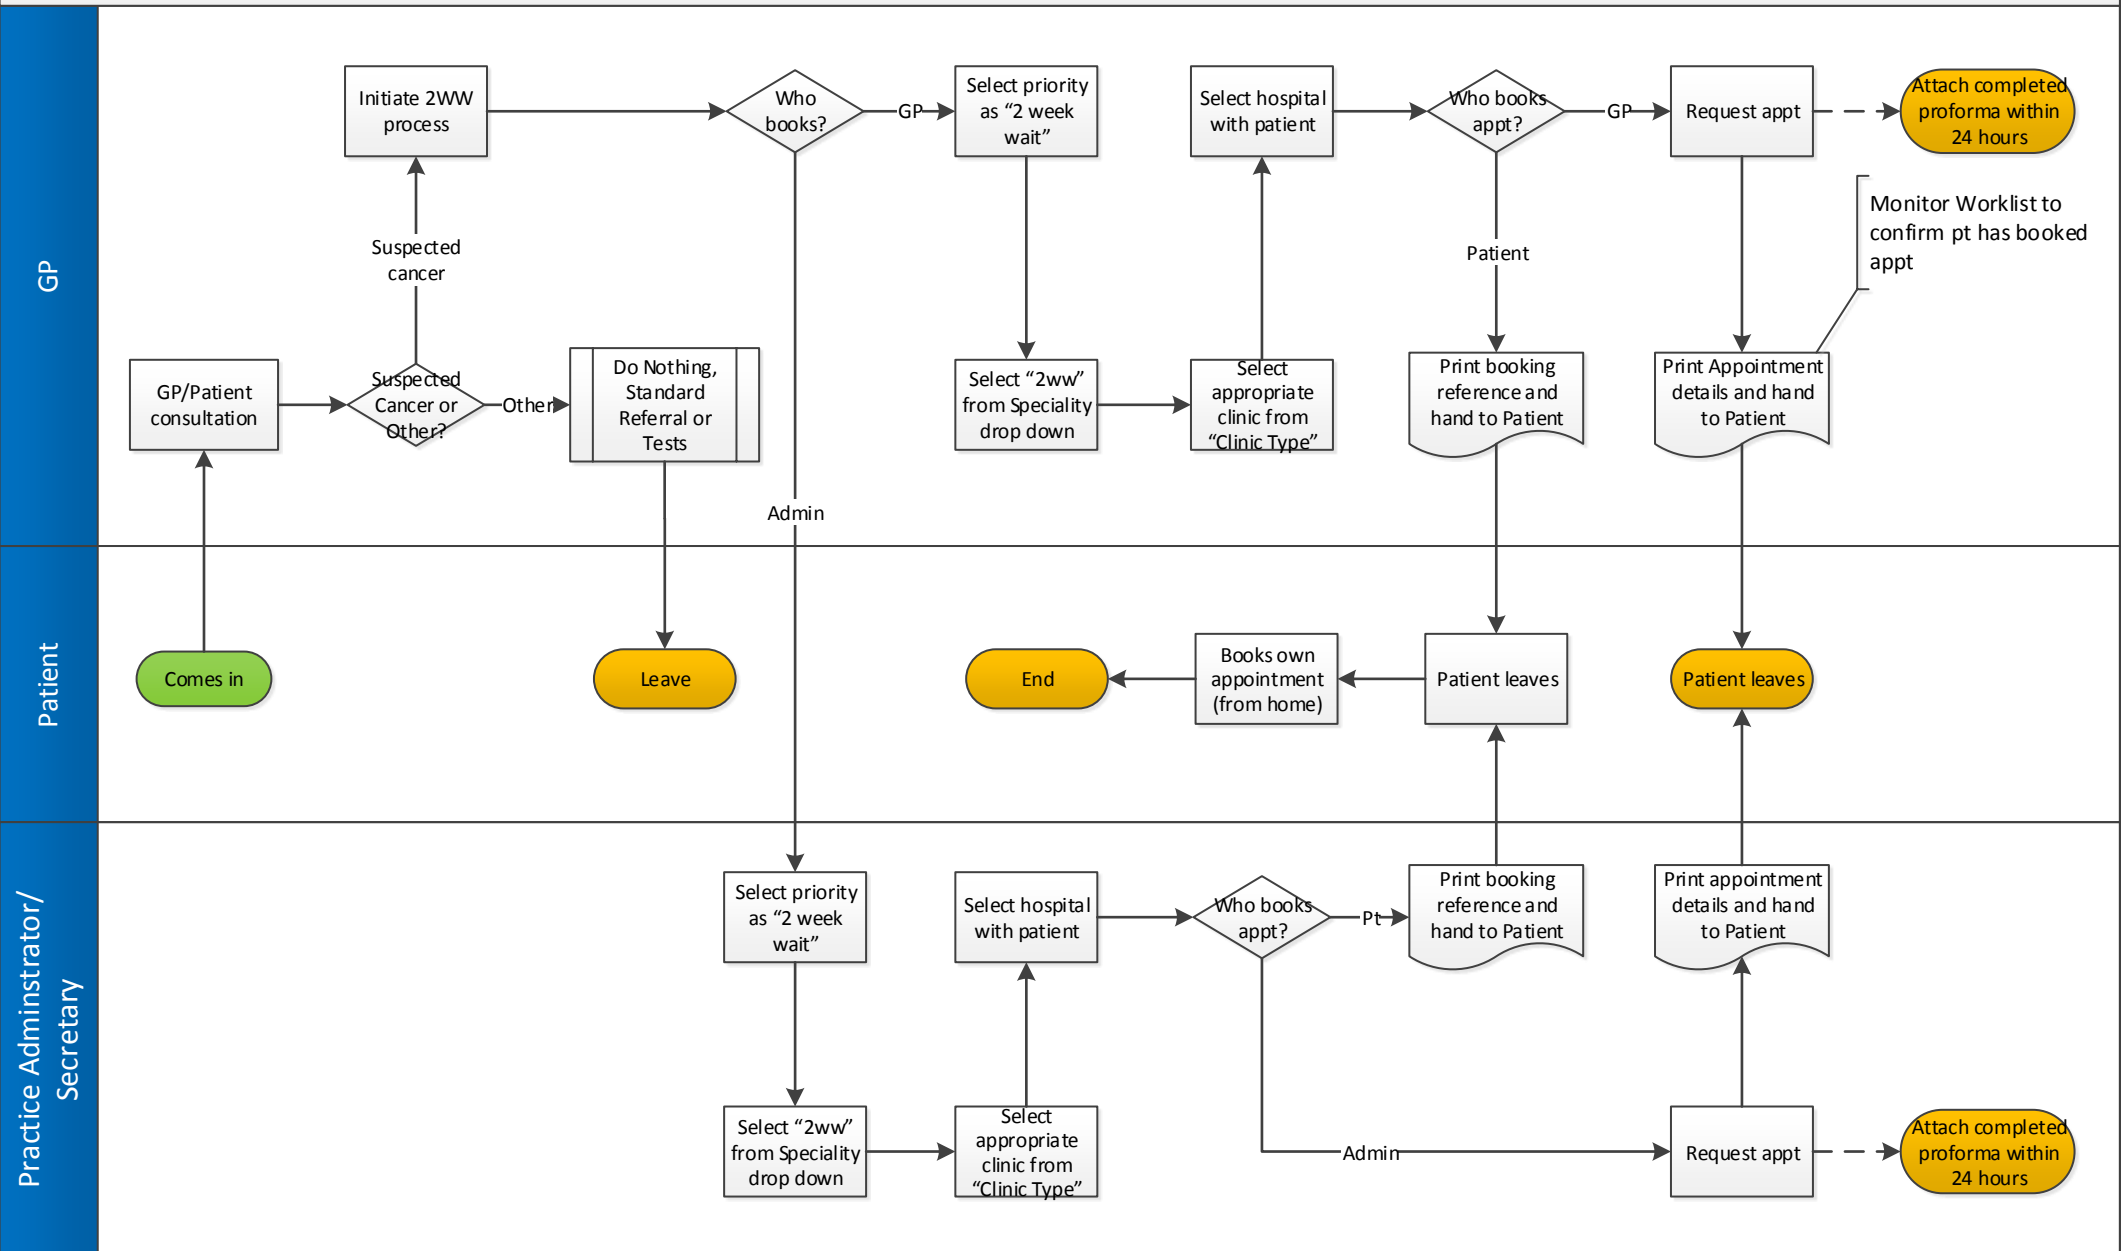 GP
Initiate 2WW
process
Who
books?
GP
Select priority
as “2 week
wait”
Select hospital
with patient
Who books
appt?
GP
Request appt
Attach completed
proforma within
24 hours
Suspected
cancer
Patient
Monitor Worklist to
confirm pt has booked
appt
GP/Patient
consultation
Suspected
Cancer or
Other?
Other
Do Nothing,
Standard
Referral or
Tests
Select “2ww”
from Speciality
drop down
Select
appropriate
clinic from
“Clinic Type”
Print booking
reference and
hand to Patient
Print Appointment
details and hand
to Patient
Admin
Patient
Comes in
Leave
End
Books own
appointment
(from home)
Patient leaves
Patient leaves
Practice Adminstrator/
Secretary
Select priority
as “2 week
wait”
Select hospital
with patient
Who books
appt?
Pt
Print booking
reference and
hand to Patient
Print appointment
details and hand
to Patient
Select “2ww”
from Speciality
drop down
Select
appropriate
clinic from
“Clinic Type”
Admin
Request appt
Attach completed
proforma within
24 hours